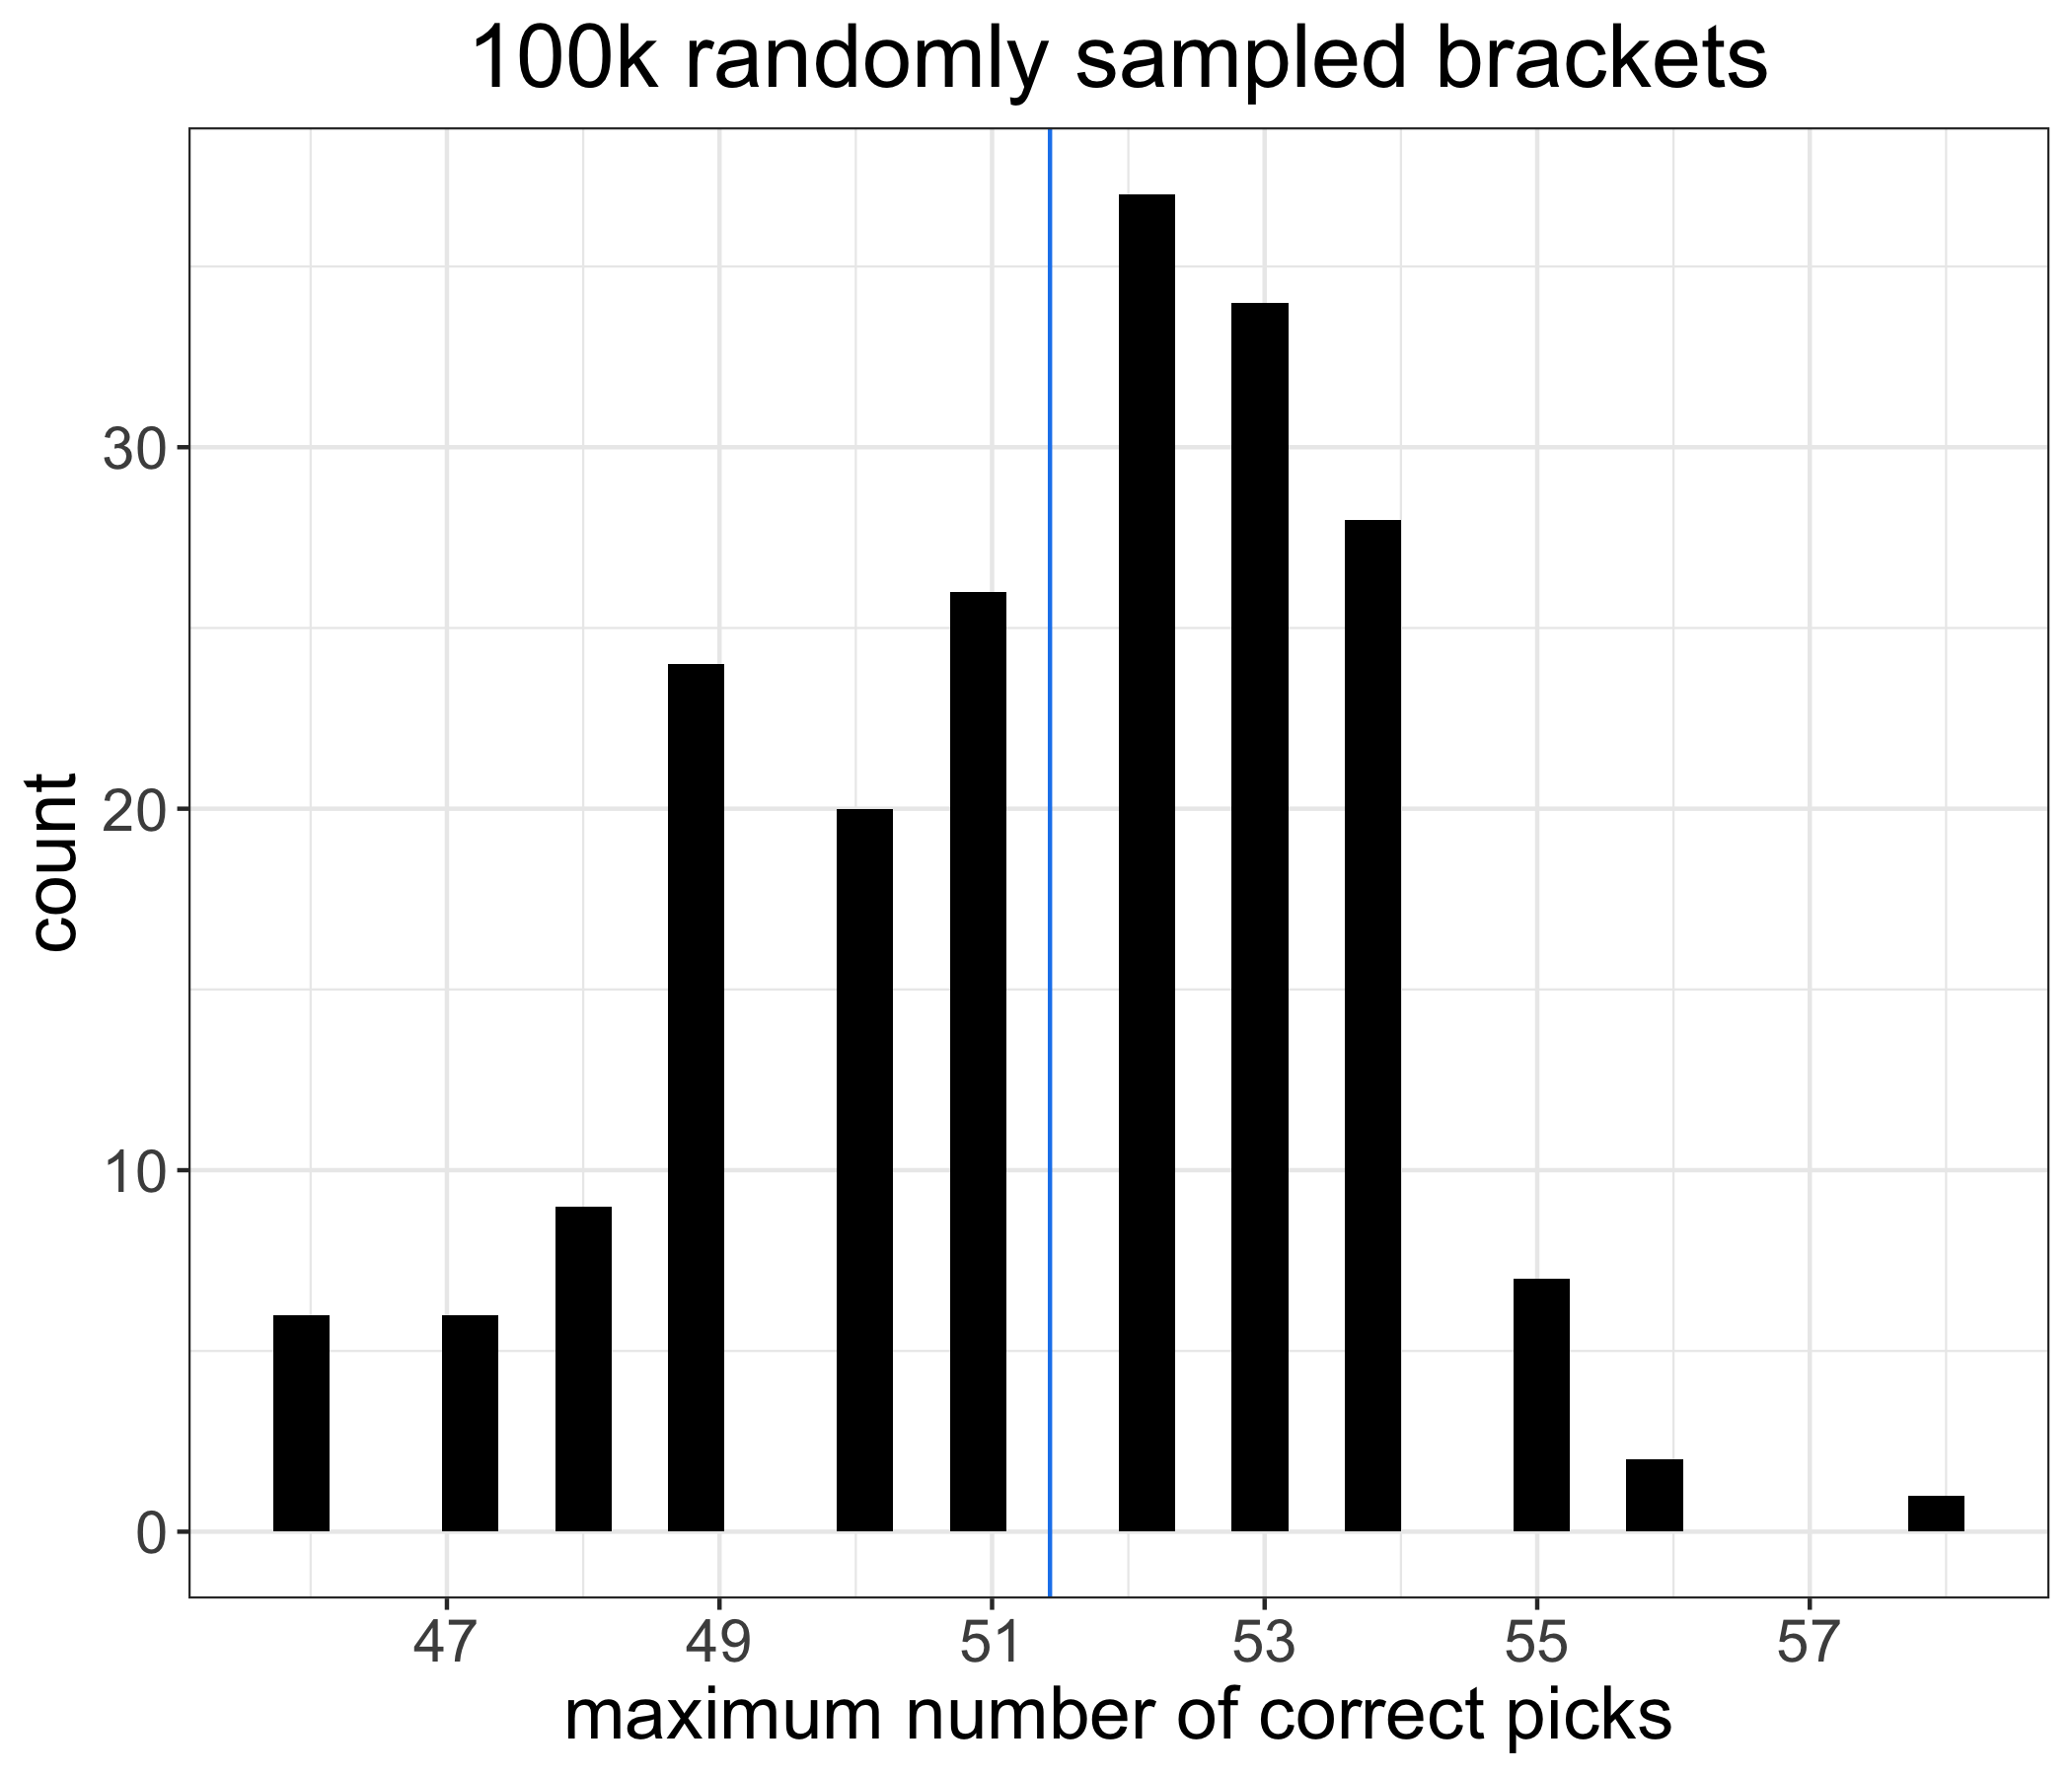 100k randomly sampled brackets
count
30
20
10
0
47 49 51 53 55 57
maximum number of correct picks